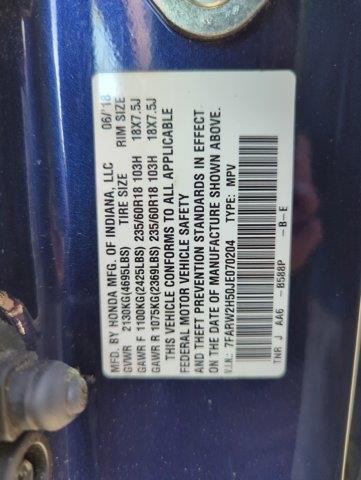 MFD. BY HONDA MFG. OF INDIANA, LLC 06/'18
TIRE SIZE RIM SIZE
GVWR 2130KG(4695LBS)
GAWR F 1100KG(2425LBS) 235/60R18 103H 18X7.5J
GAWR R 1075KG(2369LBS) 235/60R18 103H 18X7.5J
THIS VEHICLE CONFORMS TO ALL APPLICABLE
FEDERAL MOTOR VEHICLE SAFETY
AND THEFT PREVENTION STANDARDS IN EFFECT
ON THE DATE OF MANUFACTURE SHOWN ABOVE
V.I.N.: 7FARW2H50JE070204 TYPE: MPV
TNR J AA6 -B588P -B-E